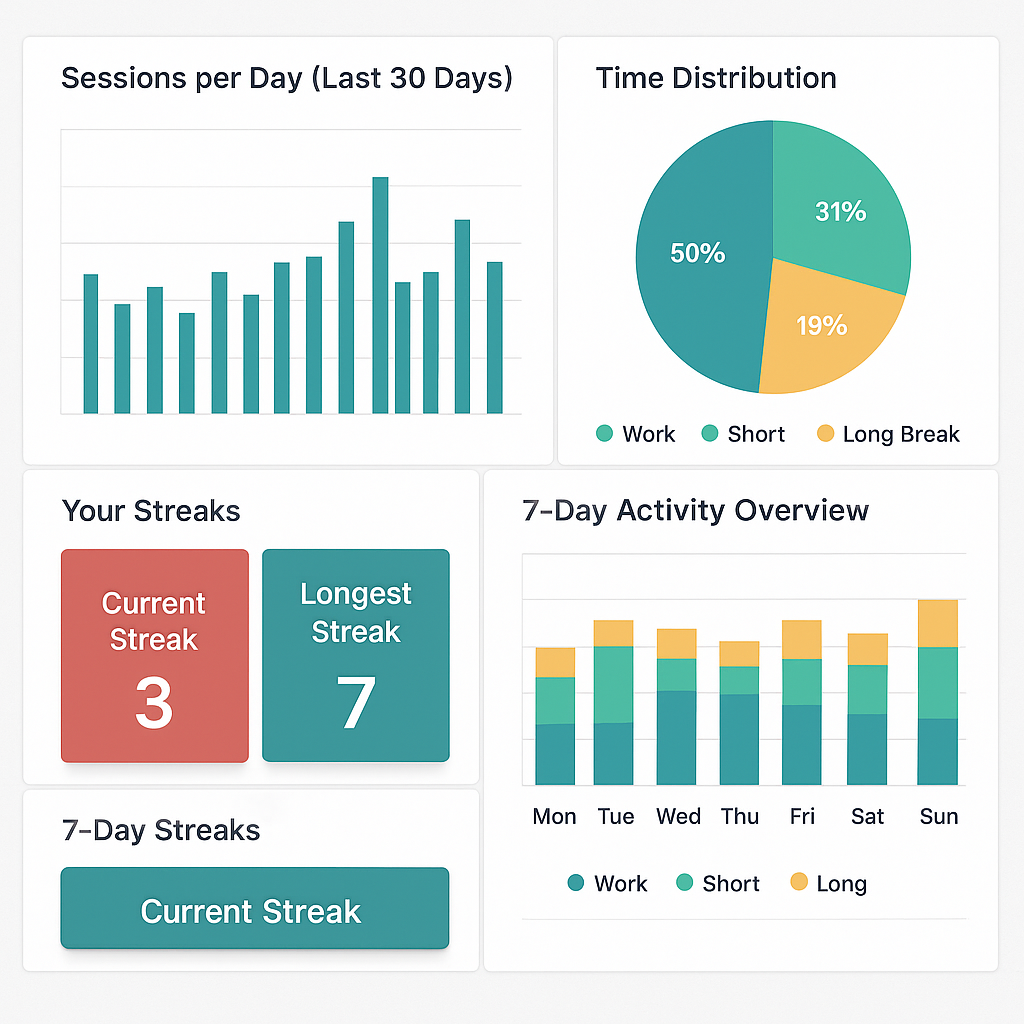 Sessions per Day (Last 30 Days)
Time Distribution
50%
31%
19%
Work
Short
Long Break
Your Streaks
Current
Streak
3
Longest
Streak
7
7-Day Activity Overview
Mon Tue Wed Thu Fri Sat Sun
Work Short Long
7-Day Streaks
Current Streak